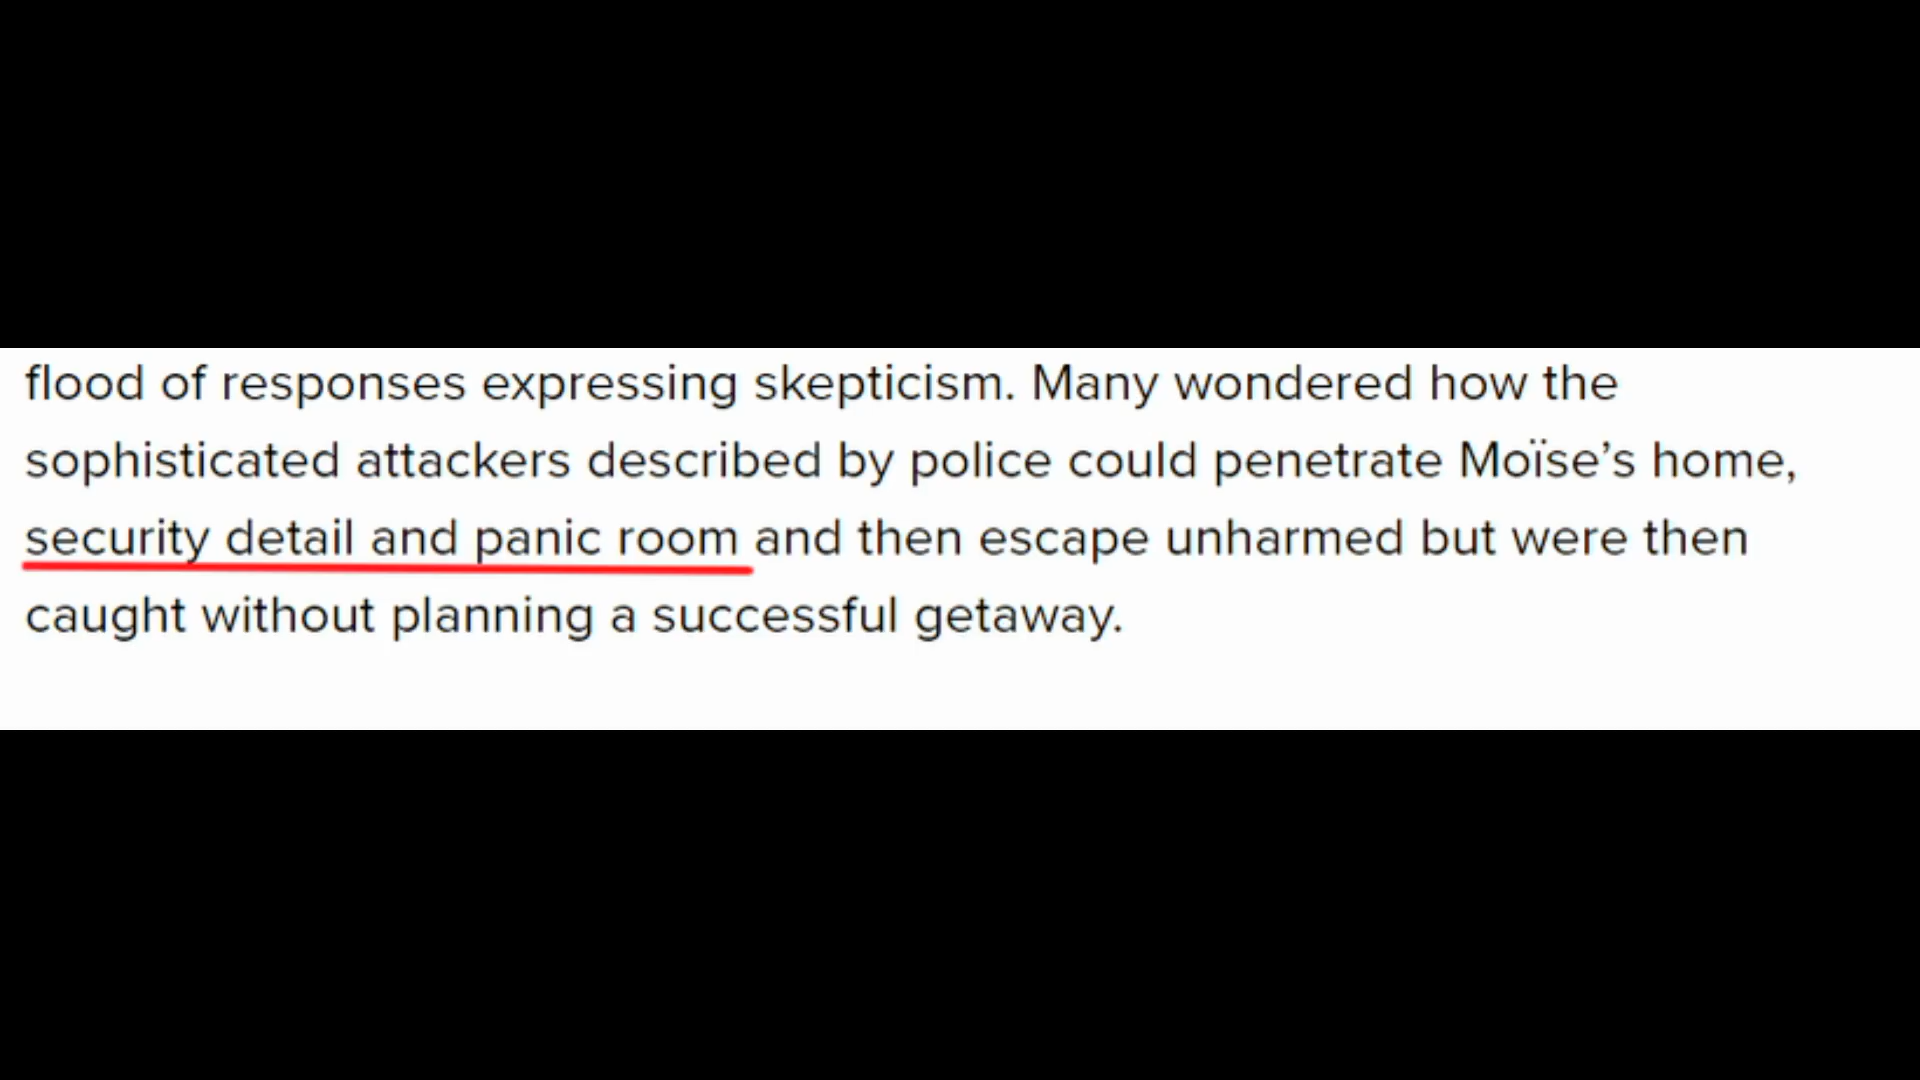 flood of responses expressing skepticism. Many wondered how the
sophisticated attackers described by police could penetrate Moïse’s home,
security detail and panic room and then escape unharmed but were then
caught without planning a successful getaway.